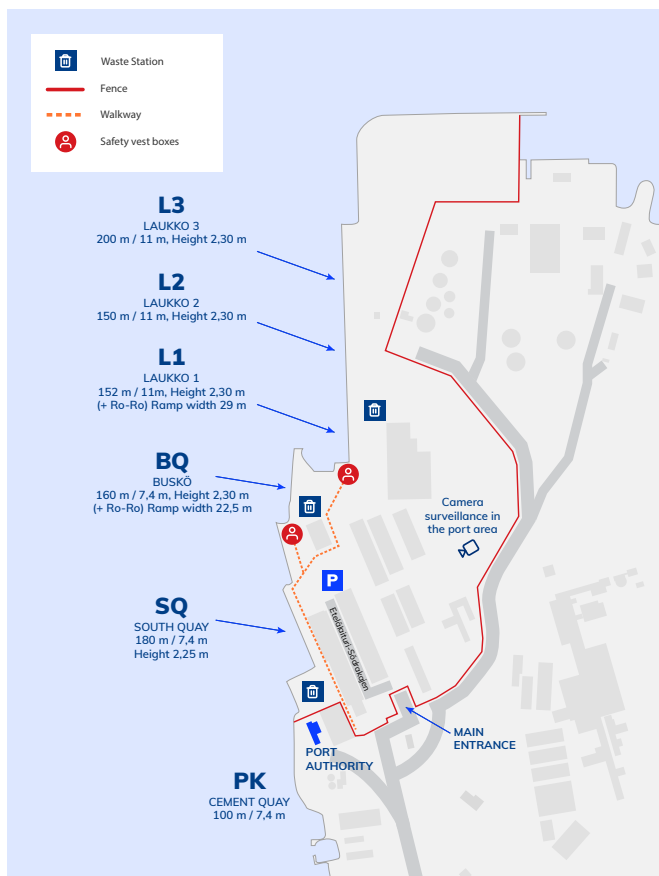 Waste Station
Fence
Walkway
Safety vest boxes
L3
LAUKKO 3
200 m / 11 m, Height 2,30 m
L2
LAUKKO 2
150 m / 11 m, Height 2,30 m
L1
LAUKKO 1
152 m / 11m, Height 2,30 m
(+ Ro-Ro) Ramp width 29 m
BQ
BUSKÖ
160 m / 7,4 m, Height 2,30 m
(+ Ro-Ro) Ramp width 22,5 m
Camera
surveillance in
the port area
P
SQ
SOUTH QUAY
180 m / 7,4 m
Height 2,25 m
Eteläkaituri-Södrakajen
MAIN
ENTRANCE
PORT
AUTHORITY
PK
CEMENT QUAY
100 m / 7,4 m